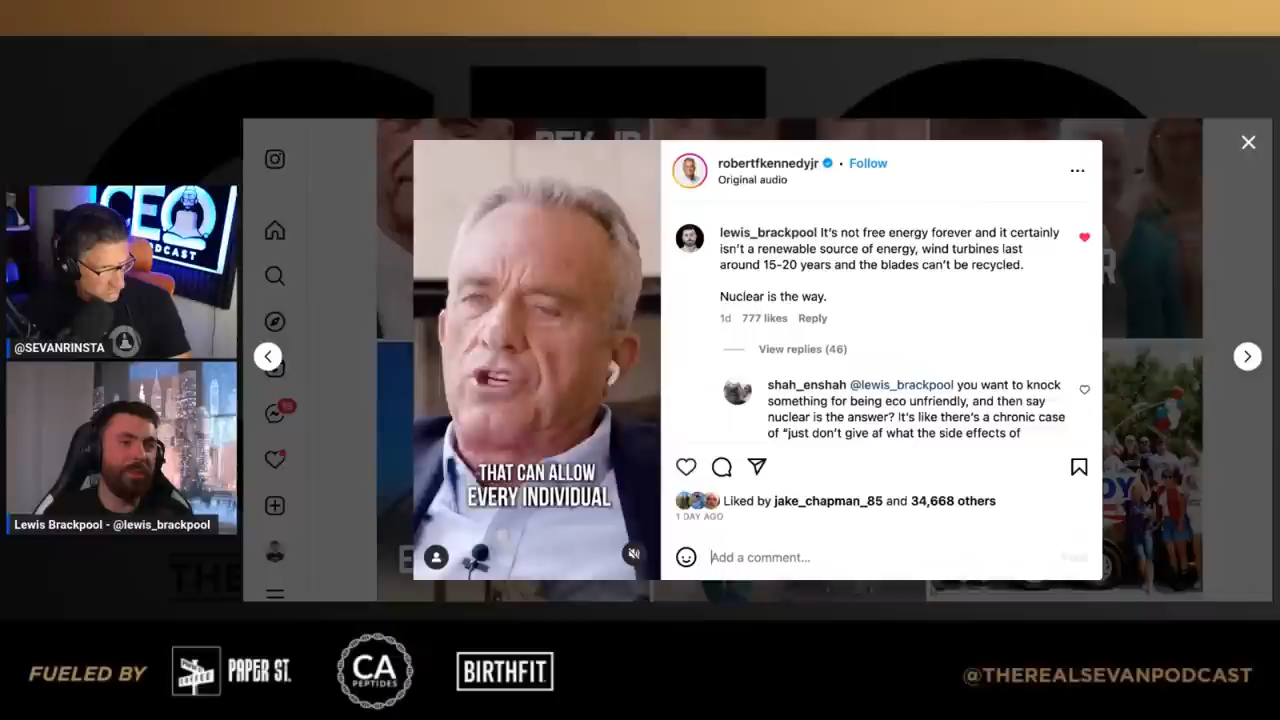 CEO
PODCAST
@SEVANRINSTA
Lewis Brackpool - @lewis_brackpool
15
THAT CAN ALLOW
EVERY INDIVIDUAL
robertfkennedyjr · Follow
Original audio
lewis_brackpool It's not free energy forever and it certainly
isn't a renewable source of energy, wind turbines last
around 15-20 years and the blades can't be recycled.
Nuclear is the way.
1d 777 likes Reply
View replies (46)
shah_enshah @lewis_brackpool you want to knock
something for being eco unfriendly, and then say
nuclear is the answer? It's like there's a chronic case
of "just don't give af what the side effects of
Liked by jake_chapman_85 and 34,668 others
1 DAY AGO
Add a comment...
Post
THE
FUELED BY
PAPER ST.
CA
PEPTIDES
BIRTHFIT
@THEREALSEVANPODCAST